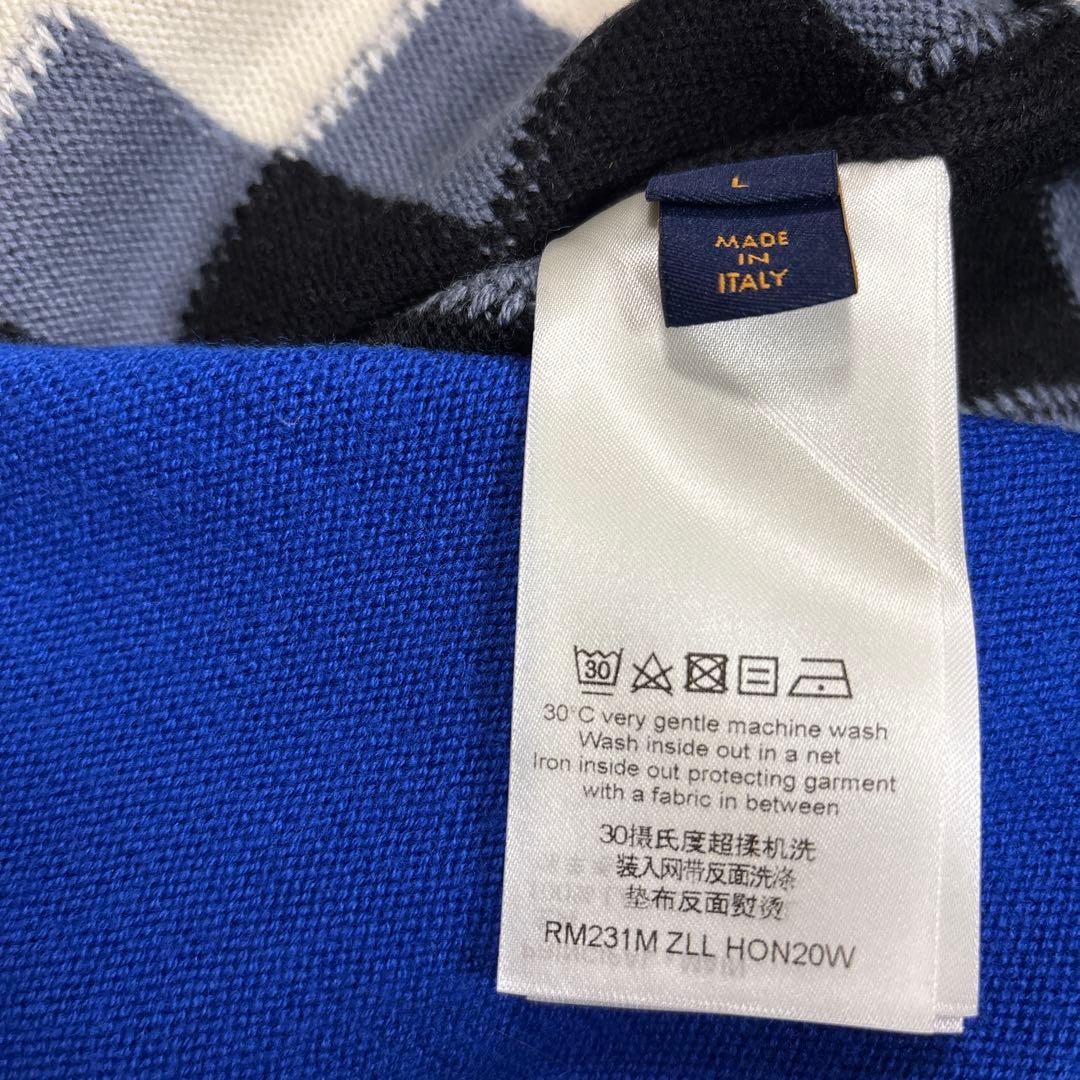 L
MADE
IN
ITALY
30
30°C very gentle machine wash
Wash inside out in a net
Iron inside out protecting garment
with a fabric in between
30摄氏度超揉机洗
装入网带反面洗涤
垫布反面熨烫
RM231M ZLL HON20W